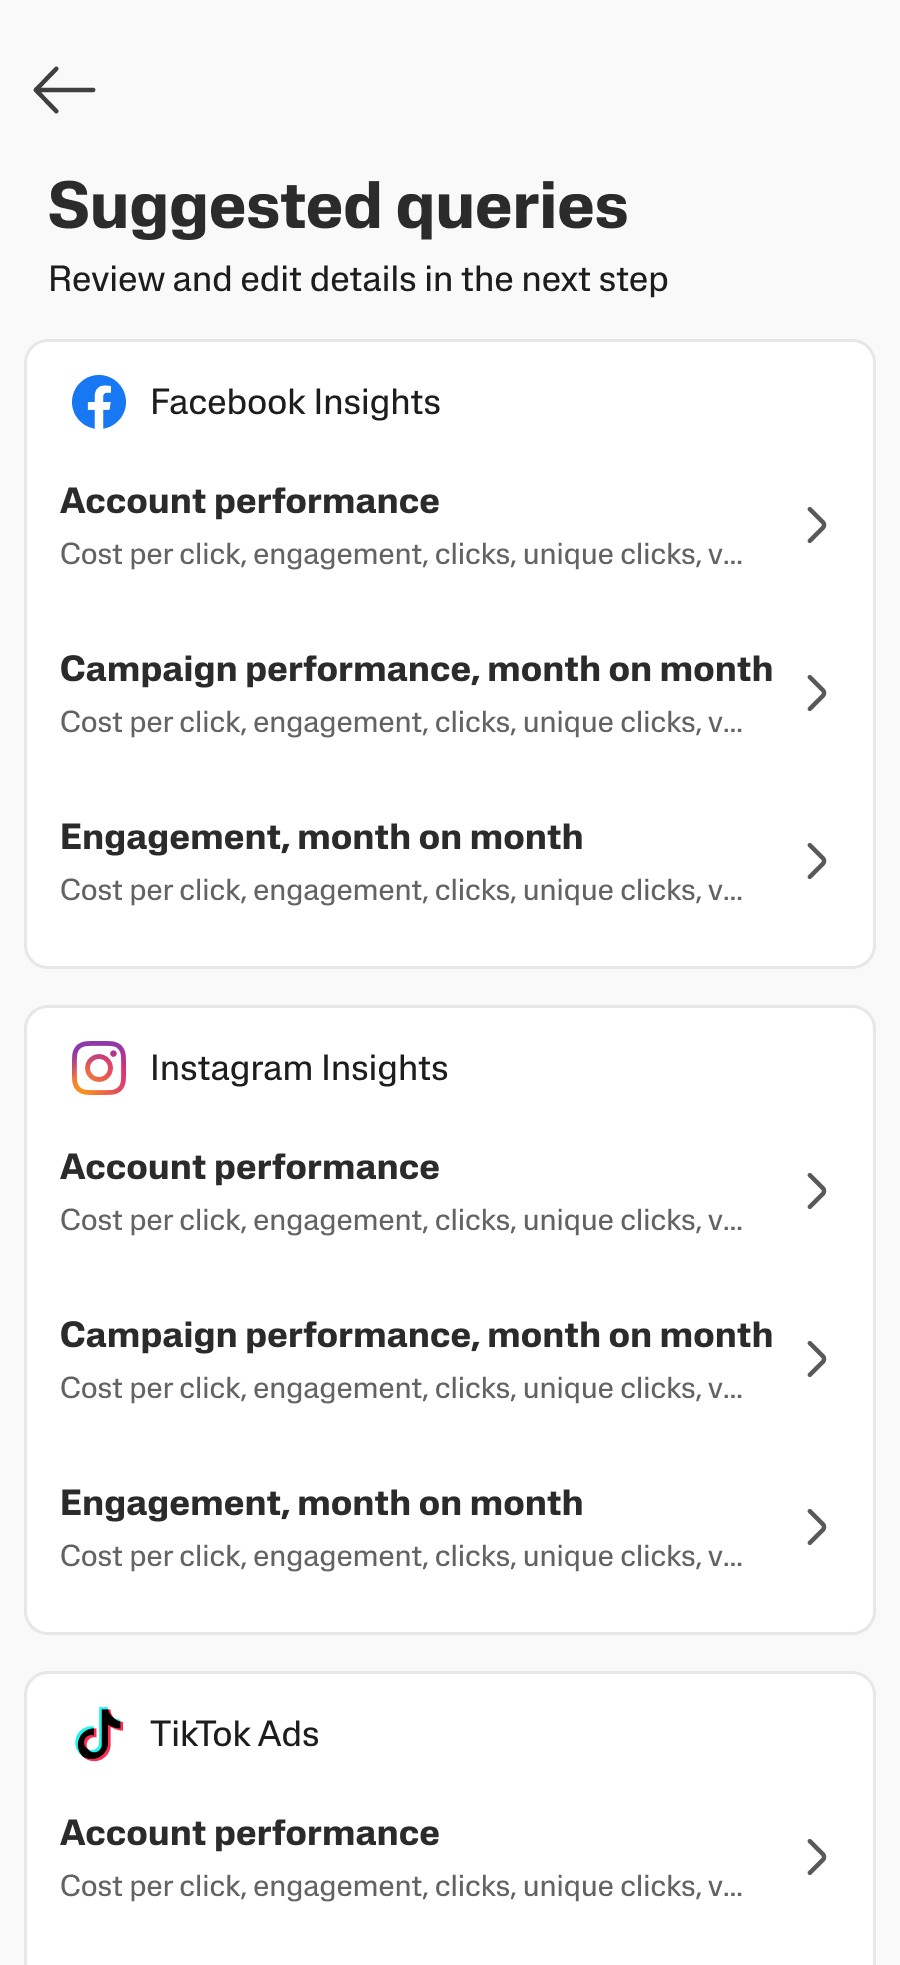 Suggested queries
Review and edit details in the next step
Facebook Insights
Account performance
Cost per click, engagement, clicks, unique clicks, v...
Campaign performance, month on month
Cost per click, engagement, clicks, unique clicks, v...
Engagement, month on month
Cost per click, engagement, clicks, unique clicks, v...
Instagram Insights
Account performance
Cost per click, engagement, clicks, unique clicks, v...
Campaign performance, month on month
Cost per click, engagement, clicks, unique clicks, v...
Engagement, month on month
Cost per click, engagement, clicks, unique clicks, v...
TikTok Ads
Account performance
Cost per click, engagement, clicks, unique clicks, v...